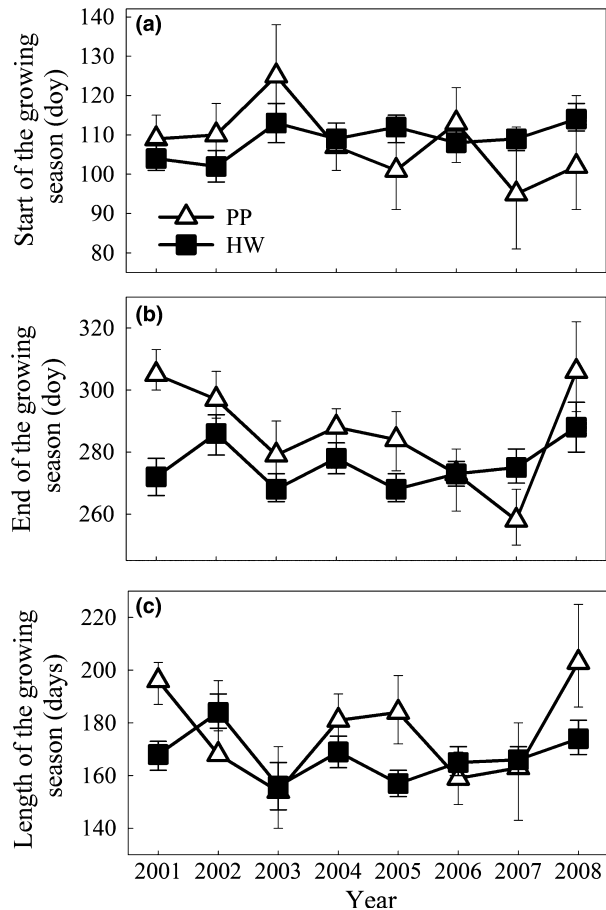 (a)
Start of the growing
season (doy)
140
130
120
110
100
90
80
PP
HW
(b)
End of the growing
season (doy)
320
300
280
260
(c)
Length of the growing
season (days)
220
200
180
160
140
2001 2002 2003 2004 2005 2006 2007 2008
Year